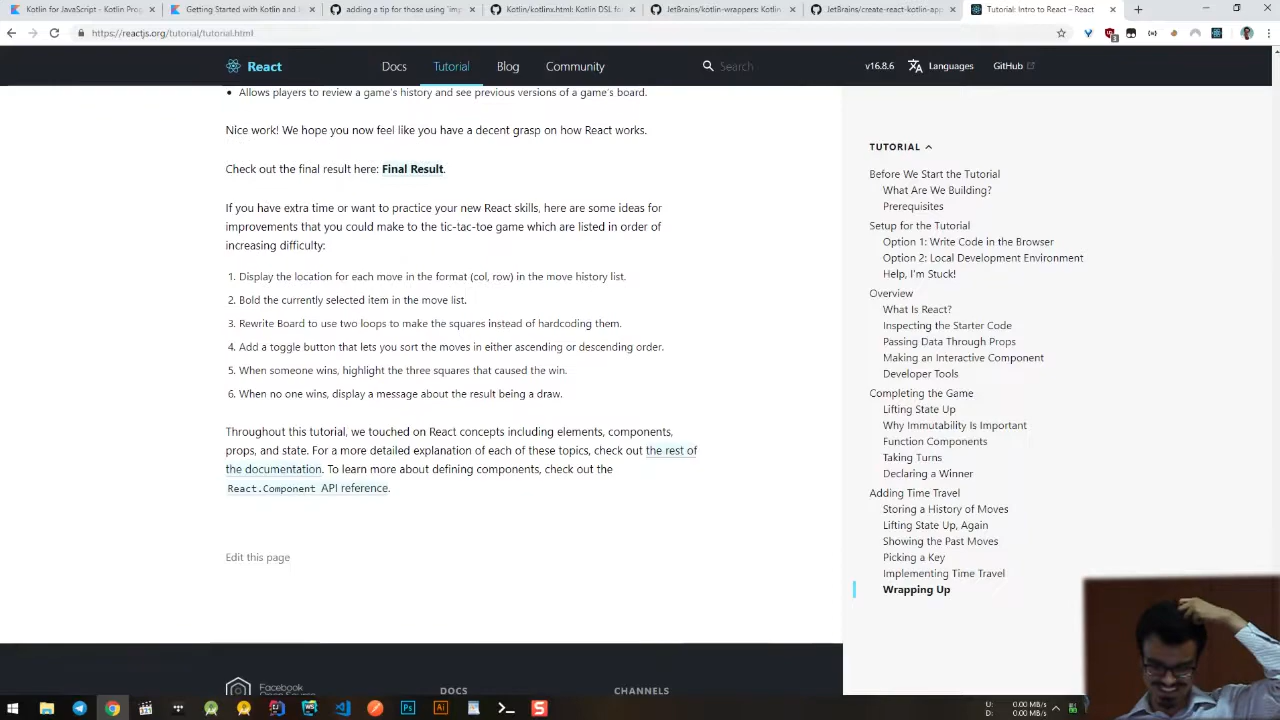 Kotlin for JavaScript - Kotlin Prog
Getting Started with Kotlin and J
adding a tip for those using "imp
Kotlin/kotlinx.html: Kotlin DSL fo
JetBrains/kotlin-wrappers: Kotlin
JetBrains/create-react-kotlin-app
Tutorial: Intro to React – React
https://reactjs.org/tutorial/tutorial.html
React
Docs
Tutorial
Blog
Community
Search
v16.8.6
Languages
GitHub
Allows players to review a game's history and see previous versions of a game's board.
Nice work! We hope you now feel like you have a decent grasp on how React works.
Check out the final result here: Final Result.
If you have extra time or want to practice your new React skills, here are some ideas for
improvements that you could make to the tic-tac-toe game which are listed in order of
increasing difficulty:
1. Display the location for each move in the format (col, row) in the move history list.
2. Bold the currently selected item in the move list.
3. Rewrite Board to use two loops to make the squares instead of hardcoding them.
4. Add a toggle button that lets you sort the moves in either ascending or descending order.
5. When someone wins, highlight the three squares that caused the win.
6. When no one wins, display a message about the result being a draw.
Throughout this tutorial, we touched on React concepts including elements, components,
props, and state. For a more detailed explanation of each of these topics, check out the rest of
the documentation. To learn more about defining components, check out the
React.Component API reference.
Edit this page
TUTORIAL
Before We Start the Tutorial
What Are We Building?
Prerequisites
Setup for the Tutorial
Option 1: Write Code in the Browser
Option 2: Local Development Environment
Help, I'm Stuck!
Overview
What Is React?
Inspecting the Starter Code
Passing Data Through Props
Making an Interactive Component
Developer Tools
Completing the Game
Lifting State Up
Why Immutability Is Important
Function Components
Taking Turns
Declaring a Winner
Adding Time Travel
Storing a History of Moves
Lifting State Up, Again
Showing the Past Moves
Picking a Key
Implementing Time Travel
Wrapping Up
Facebook
Open Source
DOCS
CHANNELS
U: 0.00 MB/s
D: 0.00 MB/s